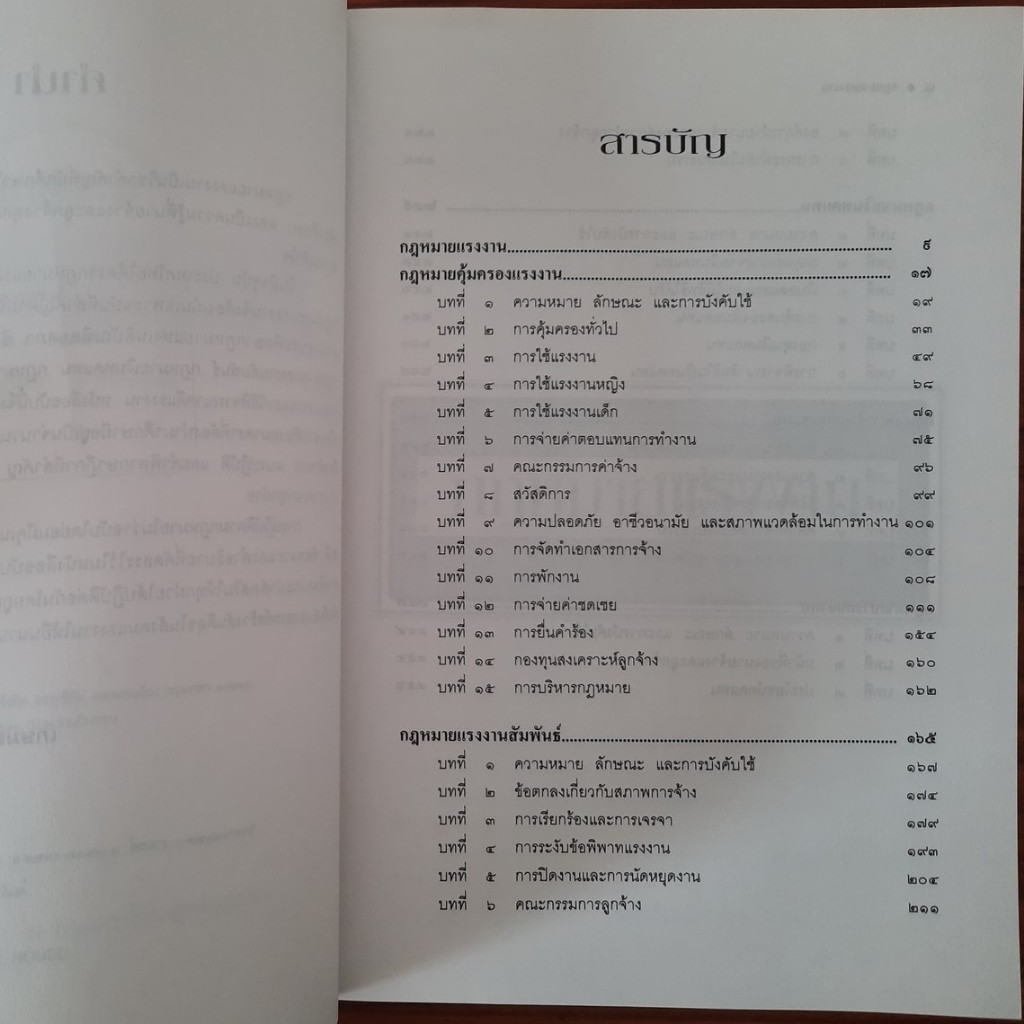 สารบัญ
กฎหมายแรงงาน................................................................................................ ๙
กฎหมายคุ้มครองแรงงาน.................................................................................. ๑๗
บทที่ ๑ ความหมาย ลักษณะ และการบังคับใช้ ๑๙
บทที่ ๒ การคุ้มครองทั่วไป ๓๓
บทที่ ๓ การใช้แรงงาน ๔๙
บทที่ ๔ การใช้แรงงานหญิง ๖๘
บทที่ ๕ การใช้แรงงานเด็ก ๗๑
บทที่ ๖ การจ่ายค่าตอบแทนการทำงาน ๗๕
บทที่ ๗ คณะกรรมการค่าจ้าง ๙๖
บทที่ ๘ สวัสดิการ ๙๙
บทที่ ๙ ความปลอดภัย อาชีวอนามัย และสภาพแวดล้อมในการทำงาน ๑๐๑
บทที่ ๑๐ การจัดทำเอกสารการจ้าง ๑๐๔
บทที่ ๑๑ การพักงาน ๑๐๘
บทที่ ๑๒ การจ่ายค่าชดเชย ๑๑๑
บทที่ ๑๓ การยื่นคำร้อง ๑๕๔
บทที่ ๑๔ กองทุนสงเคราะห์ลูกจ้าง ๑๖๐
บทที่ ๑๕ การบริหารกฎหมาย ๑๖๒
กฎหมายแรงงานสัมพันธ์.................................................................................... ๑๖๕
บทที่ ๑ ความหมาย ลักษณะ และการบังคับใช้ ๑๖๗
บทที่ ๒ ข้อตกลงเกี่ยวกับสภาพการจ้าง ๑๗๔
บทที่ ๓ การเรียกร้องและการเจรจา ๑๗๙
บทที่ ๔ การระงับข้อพิพาทแรงงาน ๑๙๓
บทที่ ๕ การปิดงานและการนัดหยุดงาน ๒๐๔
บทที่ ๖ คณะกรรมการลูกจ้าง ๒๑๑